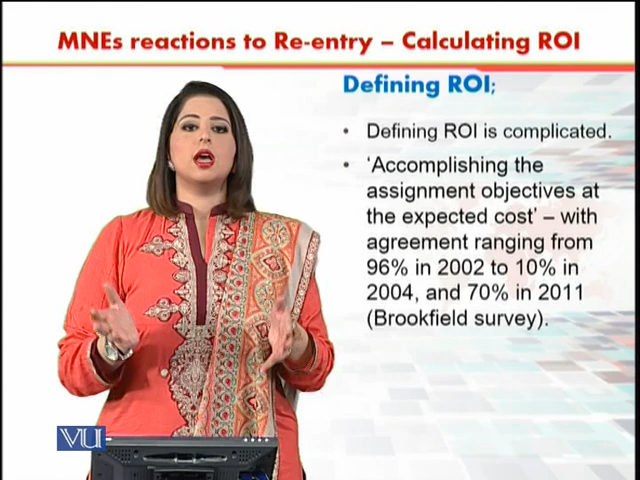 MNEs reactions to Re-entry – Calculating ROI
Defining ROI;
• Defining ROI is complicated.
• ‘Accomplishing the
assignment objectives at
the expected cost’ – with
agreement ranging from
96% in 2002 to 10% in
2004, and 70% in 2011
(Brookfield survey).
VU